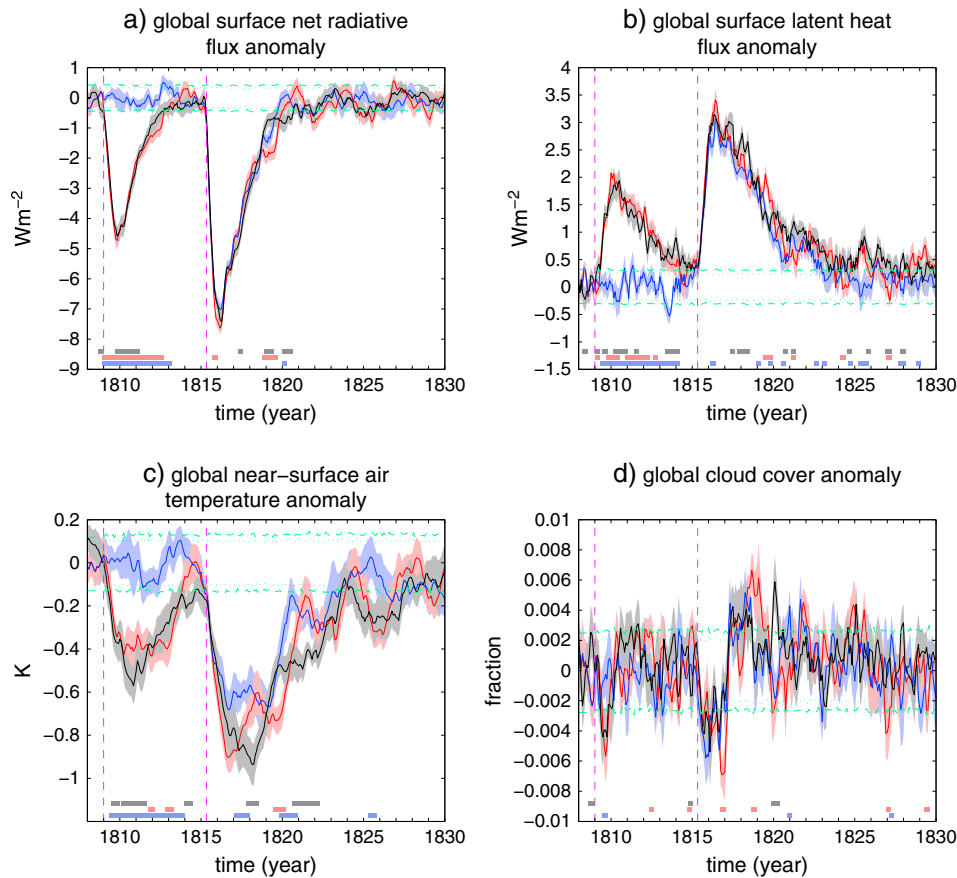 a) global surface net radiative
flux anomaly
1
0
−1
−2
−3
−4
−5
−6
−7
−8
−9
Wm−2
1810 1815 1820 1825 1830
time (year)
b) global surface latent heat
flux anomaly
4
3.5
3
2.5
2
1.5
1
0.5
0
−0.5
−1
−1.5
Wm−2
1810 1815 1820 1825 1830
time (year)
c) global near−surface air
temperature anomaly
0.2
0
−0.2
−0.4
−0.6
−0.8
−1
K
1810 1815 1820 1825 1830
time (year)
d) global cloud cover anomaly
0.01
0.008
0.006
0.004
0.002
0
−0.002
−0.004
−0.006
−0.008
−0.01
fraction
1810 1815 1820 1825 1830
time (year)